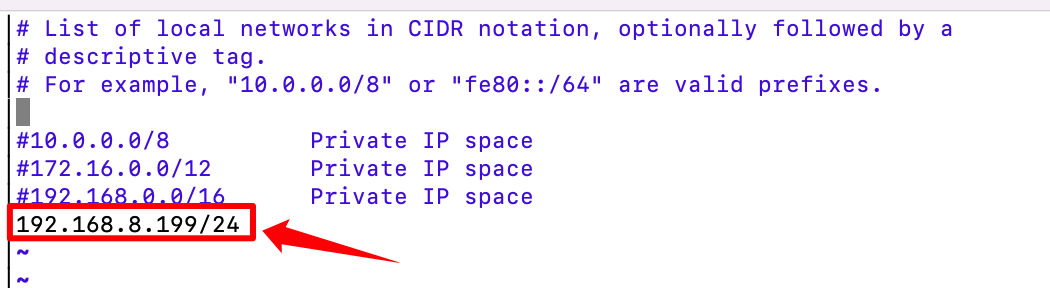 # List of local networks in CIDR notation, optionally followed by a
# descriptive tag.
# For example, "10.0.0.0/8" or "fe80::/64" are valid prefixes.
#10.0.0.0/8 Private IP space
#172.16.0.0/12 Private IP space
#192.168.0.0/16 Private IP space
192.168.8.199/24
~
~